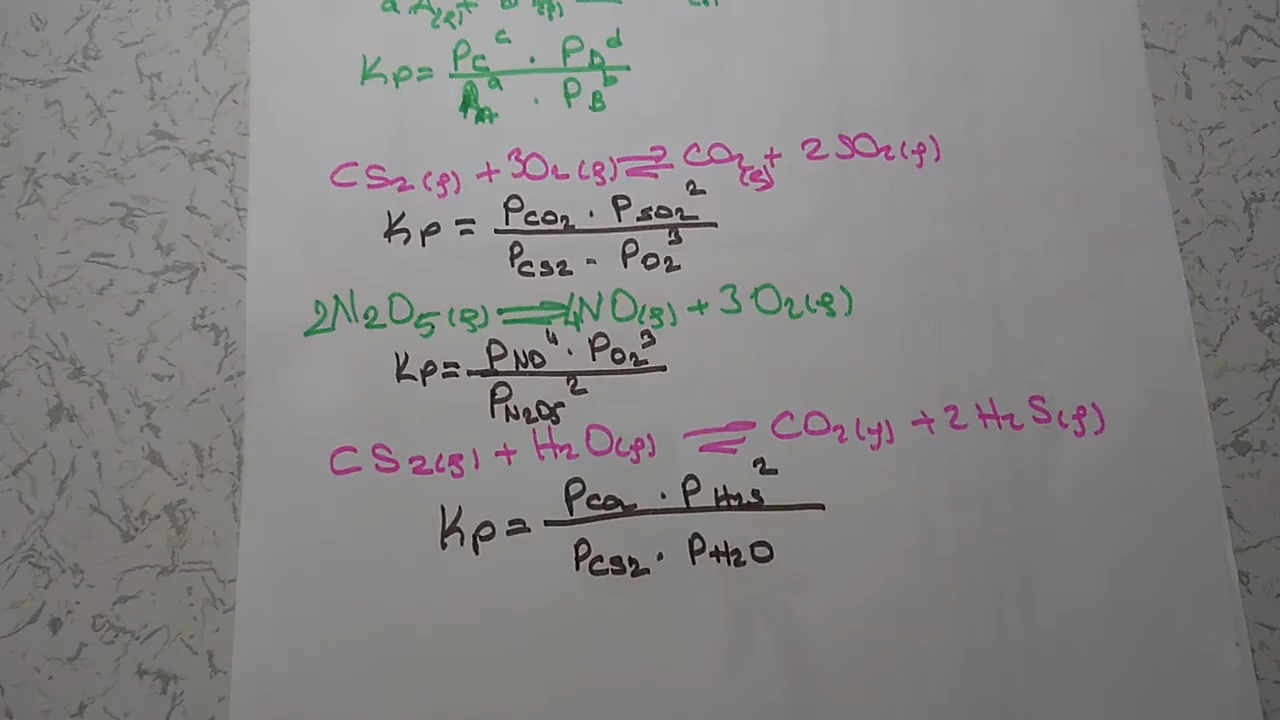 a A(g) +
Kp = PC^c . PD^d / PA^a . PB^b
CS2(g) + 3O2(g) ⇌ CO2(g) + 2SO2(g)
Kp = PCO2 . PSO2^2 / PCS2 . PO2^3
2N2O5(g) ⇌ 4NO(g) + 3O2(g)
Kp = PNO^4 . PO2^3 / PN2O5^2
CS2(g) + H2O(g) ⇌ CO2(g) + 2H2S(g)
Kp = PCO2 . PH2S^2 / PCS2 . PH2O